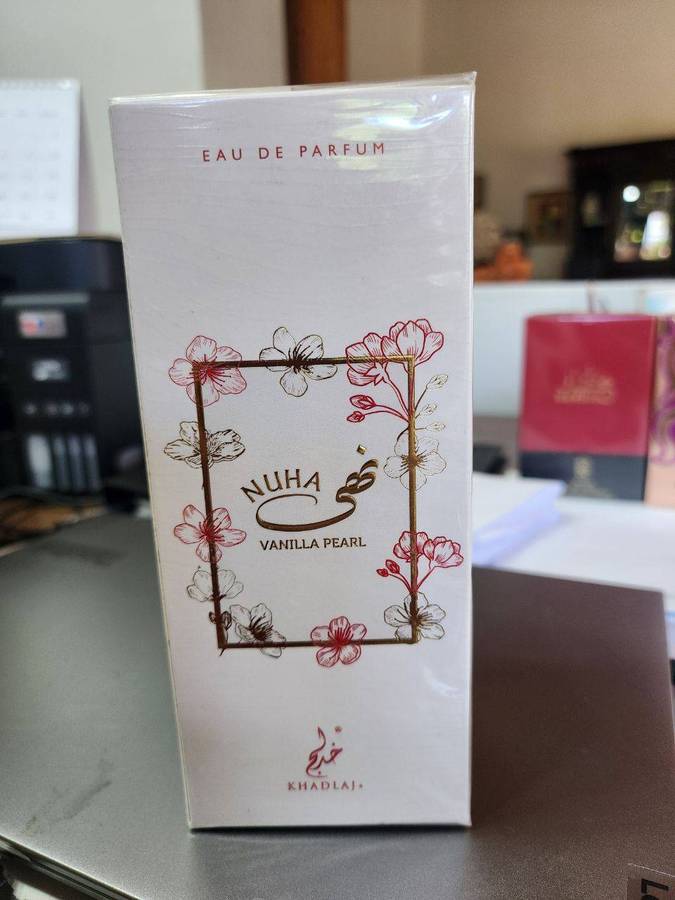 EAU DE PARFUM
NUHA
نهى
VANILLA PEARL
خدلج®
KHADLAJ